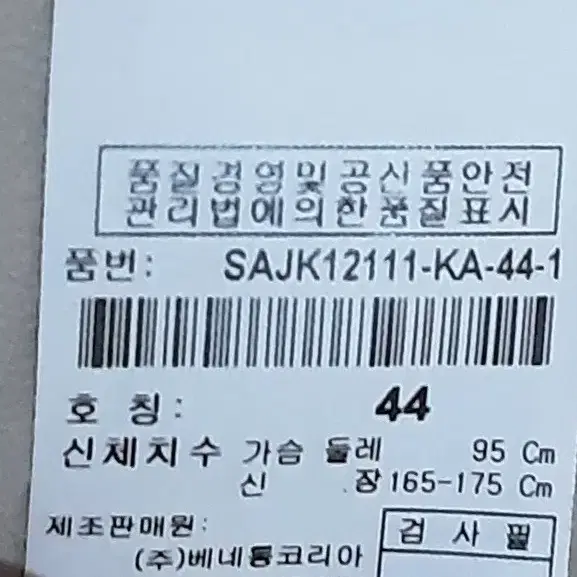 품질경영및공산품안전
관리법에의한품질표시
품번: SAJK12111-KA-44-1
호 칭: 44
신체치수 가슴 둘레 95 Cm
신 장 165-175 Cm
제조판매원:
검 사 필
(주)베네통코리아